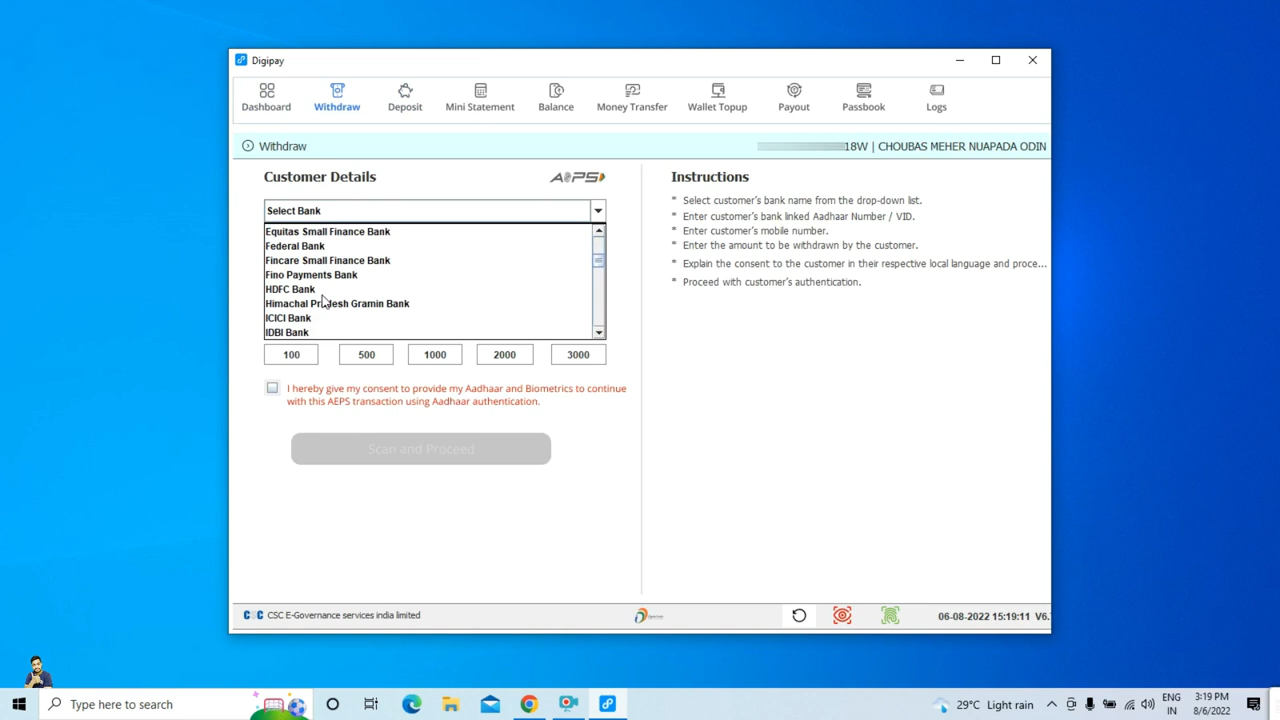 Digipay
Dashboard Withdraw Deposit Mini Statement Balance Money Transfer Wallet Topup Payout Passbook Logs
Withdraw 18W | CHOUBAS MEHER NUAPADA ODIN
Customer Details AEPS
Select Bank
Equitas Small Finance Bank
Federal Bank
Fincare Small Finance Bank
Fino Payments Bank
HDFC Bank
Himachal Pradesh Gramin Bank
ICICI Bank
IDBI Bank
100 500 1000 2000 3000
I hereby give my consent to provide my Aadhaar and Biometrics to continue
with this AEPS transaction using Aadhaar authentication.
Scan and Proceed
Instructions
* Select customer's bank name from the drop-down list.
* Enter customer's bank linked Aadhaar Number / VID.
* Enter customer's mobile number.
* Enter the amount to be withdrawn by the customer.
* Explain the consent to the customer in their respective local language and proce...
* Proceed with customer's authentication.
CSC CSC E-Governance services india limited 06-08-2022 15:19:11 V6.
Type here to search 29°C Light rain ENG
IN 3:19 PM
8/6/2022